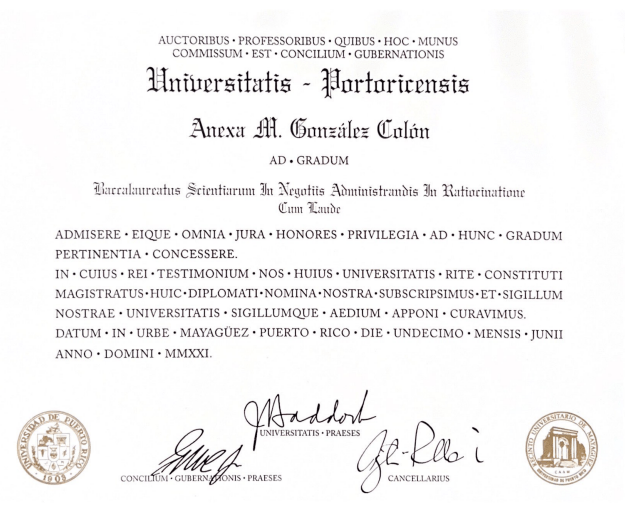 AUCTORIBUS • PROFESSORIBUS • QUIBUS • HOC • MUNUS
COMMISSUM • EST • CONCILIUM • GUBERNATIONIS
Universitatis - Portoricensis
Anexa M. González Colón
AD • GRADUM
Baccalaureatus Scientiarum In Negotiis Administrandis In Ratiocinatione
Cum Laude
ADMISERE • EIQUE • OMNIA • JURA • HONORES • PRIVILEGIA • AD • HUNC • GRADUM
PERTINENTIA • CONCESSERE.
IN • CUIUS • REI • TESTIMONIUM • NOS • HUIUS • UNIVERSITATIS • RITE • CONSTITUTI
MAGISTRATUS•HUIC•DIPLOMATI•NOMINA•NOSTRA•SUBSCRIPSIMUS•ET•SIGILLUM
NOSTRAE • UNIVERSITATIS • SIGILLUMQUE • AEDIUM • APPONI • CURAVIMUS.
DATUM • IN • URBE • MAYAGÜEZ • PUERTO • RICO • DIE • UNDECIMO • MENSIS • JUNII
ANNO • DOMINI • MMXXI.
UNIVERSITATIS • PRAESES
CONCILIUM • GUBERNATIONIS • PRAESES
CANCELLARIUS
UNIVERSIDAD DE PUERTO RICO
1903
RECINTO UNIVERSITARIO DE MAYAGÜEZ
UNIVERSIDAD DE PUERTO RICO